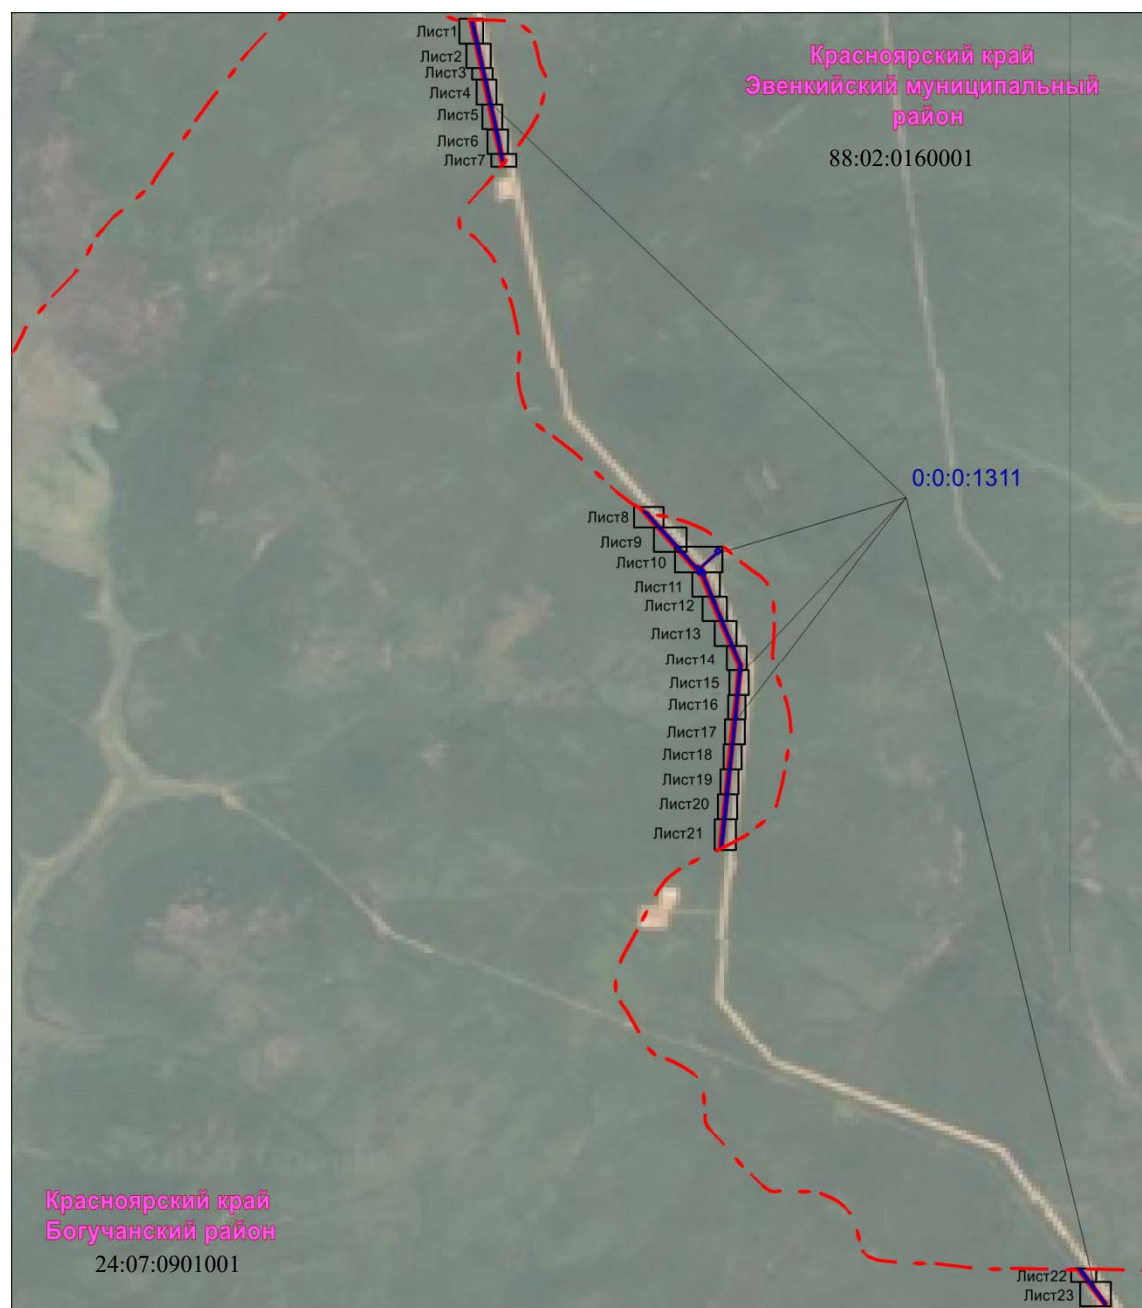 Лист1
Лист2
Лист3
Лист4
Лист5
Лист6
Лист7
Красноярский край
Эвенкийский муниципальный
район
88:02:0160001
0:0:0:1311
Лист8
Лист9
Лист10
Лист11
Лист12
Лист13
Лист14
Лист15
Лист16
Лист17
Лист18
Лист19
Лист20
Лист21
Красноярский край
Богучанский район
24:07:0901001
Лист22
Лист23